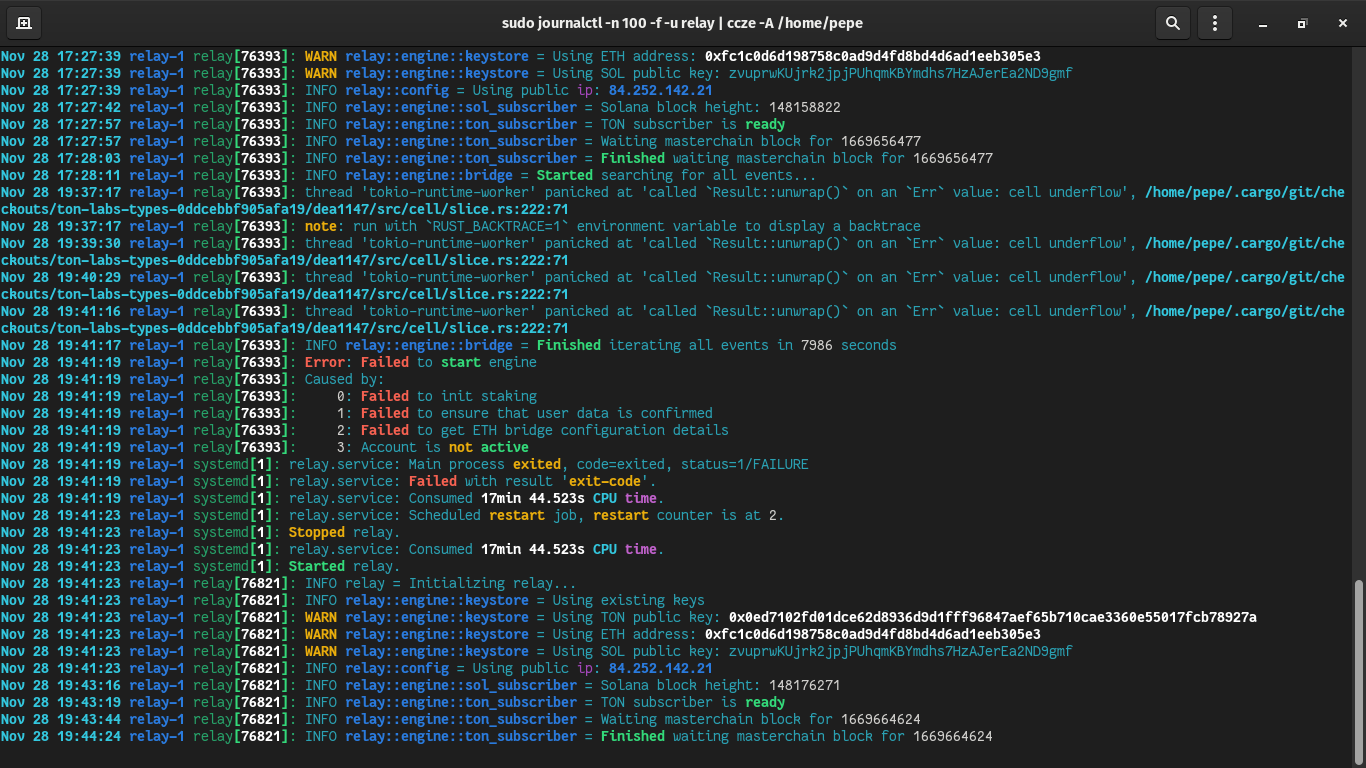 sudo journalctl -n 100 -f -u relay | ccze -A /home/pepe
Nov 28 17:27:39 relay-1 relay[76393]: WARN relay::engine::keystore = Using ETH address: 0xfc1c0d6d198758c0ad9d4fd8bd4d6ad1eeb305e3
Nov 28 17:27:39 relay-1 relay[76393]: WARN relay::engine::keystore = Using SOL public key: zvuprwKUjrk2jpjPUhqmKBYmdhs7HzAJerEa2ND9gmf
Nov 28 17:27:39 relay-1 relay[76393]: INFO relay::config = Using public ip: 84.252.142.21
Nov 28 17:27:42 relay-1 relay[76393]: INFO relay::engine::sol_subscriber = Solana block height: 148158822
Nov 28 17:27:57 relay-1 relay[76393]: INFO relay::engine::ton_subscriber = TON subscriber is ready
Nov 28 17:27:57 relay-1 relay[76393]: INFO relay::engine::ton_subscriber = Waiting masterchain block for 1669656477
Nov 28 17:28:03 relay-1 relay[76393]: INFO relay::engine::ton_subscriber = Finished waiting masterchain block for 1669656477
Nov 28 17:28:11 relay-1 relay[76393]: INFO relay::engine::bridge = Started searching for all events...
Nov 28 19:37:17 relay-1 relay[76393]: thread 'tokio-runtime-worker' panicked at 'called `Result::unwrap()` on an `Err` value: cell underflow', /home/pepe/.cargo/git/che
ckouts/ton-labs-types-0ddcebbf905afa19/dea1147/src/cell/slice.rs:222:71
Nov 28 19:37:17 relay-1 relay[76393]: note: run with `RUST_BACKTRACE=1` environment variable to display a backtrace
Nov 28 19:39:30 relay-1 relay[76393]: thread 'tokio-runtime-worker' panicked at 'called `Result::unwrap()` on an `Err` value: cell underflow', /home/pepe/.cargo/git/che
ckouts/ton-labs-types-0ddcebbf905afa19/dea1147/src/cell/slice.rs:222:71
Nov 28 19:40:29 relay-1 relay[76393]: thread 'tokio-runtime-worker' panicked at 'called `Result::unwrap()` on an `Err` value: cell underflow', /home/pepe/.cargo/git/che
ckouts/ton-labs-types-0ddcebbf905afa19/dea1147/src/cell/slice.rs:222:71
Nov 28 19:41:16 relay-1 relay[76393]: thread 'tokio-runtime-worker' panicked at 'called `Result::unwrap()` on an `Err` value: cell underflow', /home/pepe/.cargo/git/che
ckouts/ton-labs-types-0ddcebbf905afa19/dea1147/src/cell/slice.rs:222:71
Nov 28 19:41:17 relay-1 relay[76393]: INFO relay::engine::bridge = Finished iterating all events in 7986 seconds
Nov 28 19:41:19 relay-1 relay[76393]: Error: Failed to start engine
Nov 28 19:41:19 relay-1 relay[76393]: Caused by:
Nov 28 19:41:19 relay-1 relay[76393]:     0: Failed to init staking
Nov 28 19:41:19 relay-1 relay[76393]:     1: Failed to ensure that user data is confirmed
Nov 28 19:41:19 relay-1 relay[76393]:     2: Failed to get ETH bridge configuration details
Nov 28 19:41:19 relay-1 relay[76393]:     3: Account is not active
Nov 28 19:41:19 relay-1 systemd[1]: relay.service: Main process exited, code=exited, status=1/FAILURE
Nov 28 19:41:19 relay-1 systemd[1]: relay.service: Failed with result 'exit-code'.
Nov 28 19:41:19 relay-1 systemd[1]: relay.service: Consumed 17min 44.523s CPU time.
Nov 28 19:41:23 relay-1 systemd[1]: relay.service: Scheduled restart job, restart counter is at 2.
Nov 28 19:41:23 relay-1 systemd[1]: Stopped relay.
Nov 28 19:41:23 relay-1 systemd[1]: relay.service: Consumed 17min 44.523s CPU time.
Nov 28 19:41:23 relay-1 systemd[1]: Started relay.
Nov 28 19:41:23 relay-1 relay[76821]: INFO relay = Initializing relay...
Nov 28 19:41:23 relay-1 relay[76821]: INFO relay::engine::keystore = Using existing keys
Nov 28 19:41:23 relay-1 relay[76821]: WARN relay::engine::keystore = Using TON public key: 0x0ed7102fd01dce62d8936d9d1fff96847aef65b710cae3360e55017fcb78927a
Nov 28 19:41:23 relay-1 relay[76821]: WARN relay::engine::keystore = Using ETH address: 0xfc1c0d6d198758c0ad9d4fd8bd4d6ad1eeb305e3
Nov 28 19:41:23 relay-1 relay[76821]: WARN relay::engine::keystore = Using SOL public key: zvuprwKUjrk2jpjPUhqmKBYmdhs7HzAJerEa2ND9gmf
Nov 28 19:41:23 relay-1 relay[76821]: INFO relay::config = Using public ip: 84.252.142.21
Nov 28 19:43:16 relay-1 relay[76821]: INFO relay::engine::sol_subscriber = Solana block height: 148176271
Nov 28 19:43:19 relay-1 relay[76821]: INFO relay::engine::ton_subscriber = TON subscriber is ready
Nov 28 19:43:44 relay-1 relay[76821]: INFO relay::engine::ton_subscriber = Waiting masterchain block for 1669664624
Nov 28 19:44:24 relay-1 relay[76821]: INFO relay::engine::ton_subscriber = Finished waiting masterchain block for 1669664624